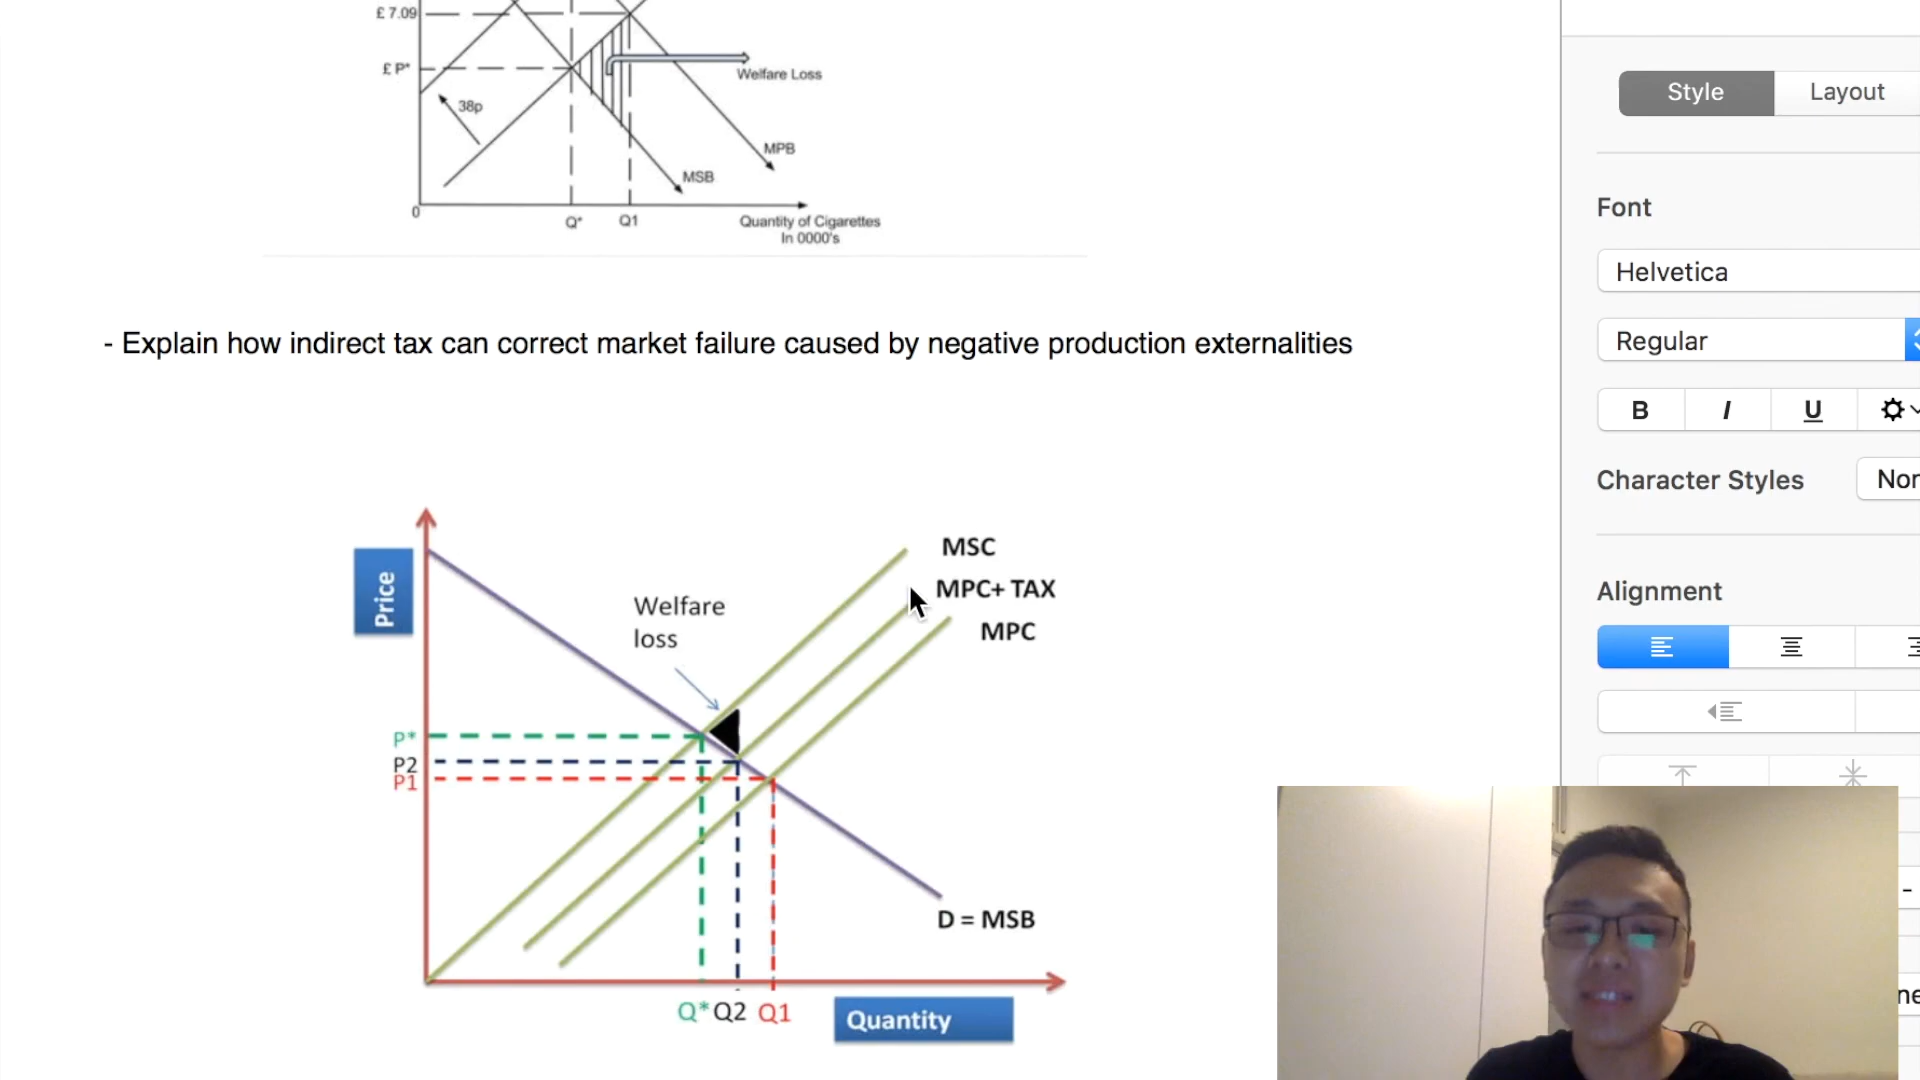 £ 7.09
£ P*
38p
Welfare Loss
MPB
MSB
0
Q*
Q1
Quantity of Cigarettes
In 0000's
- Explain how indirect tax can correct market failure caused by negative production externalities
Price
Welfare
loss
MSC
MPC+ TAX
MPC
P*
P2
P1
D = MSB
Q*
Q2
Q1
Quantity
Style
Layout
Font
Helvetica
Regular
B
I
U
Character Styles
Alignment